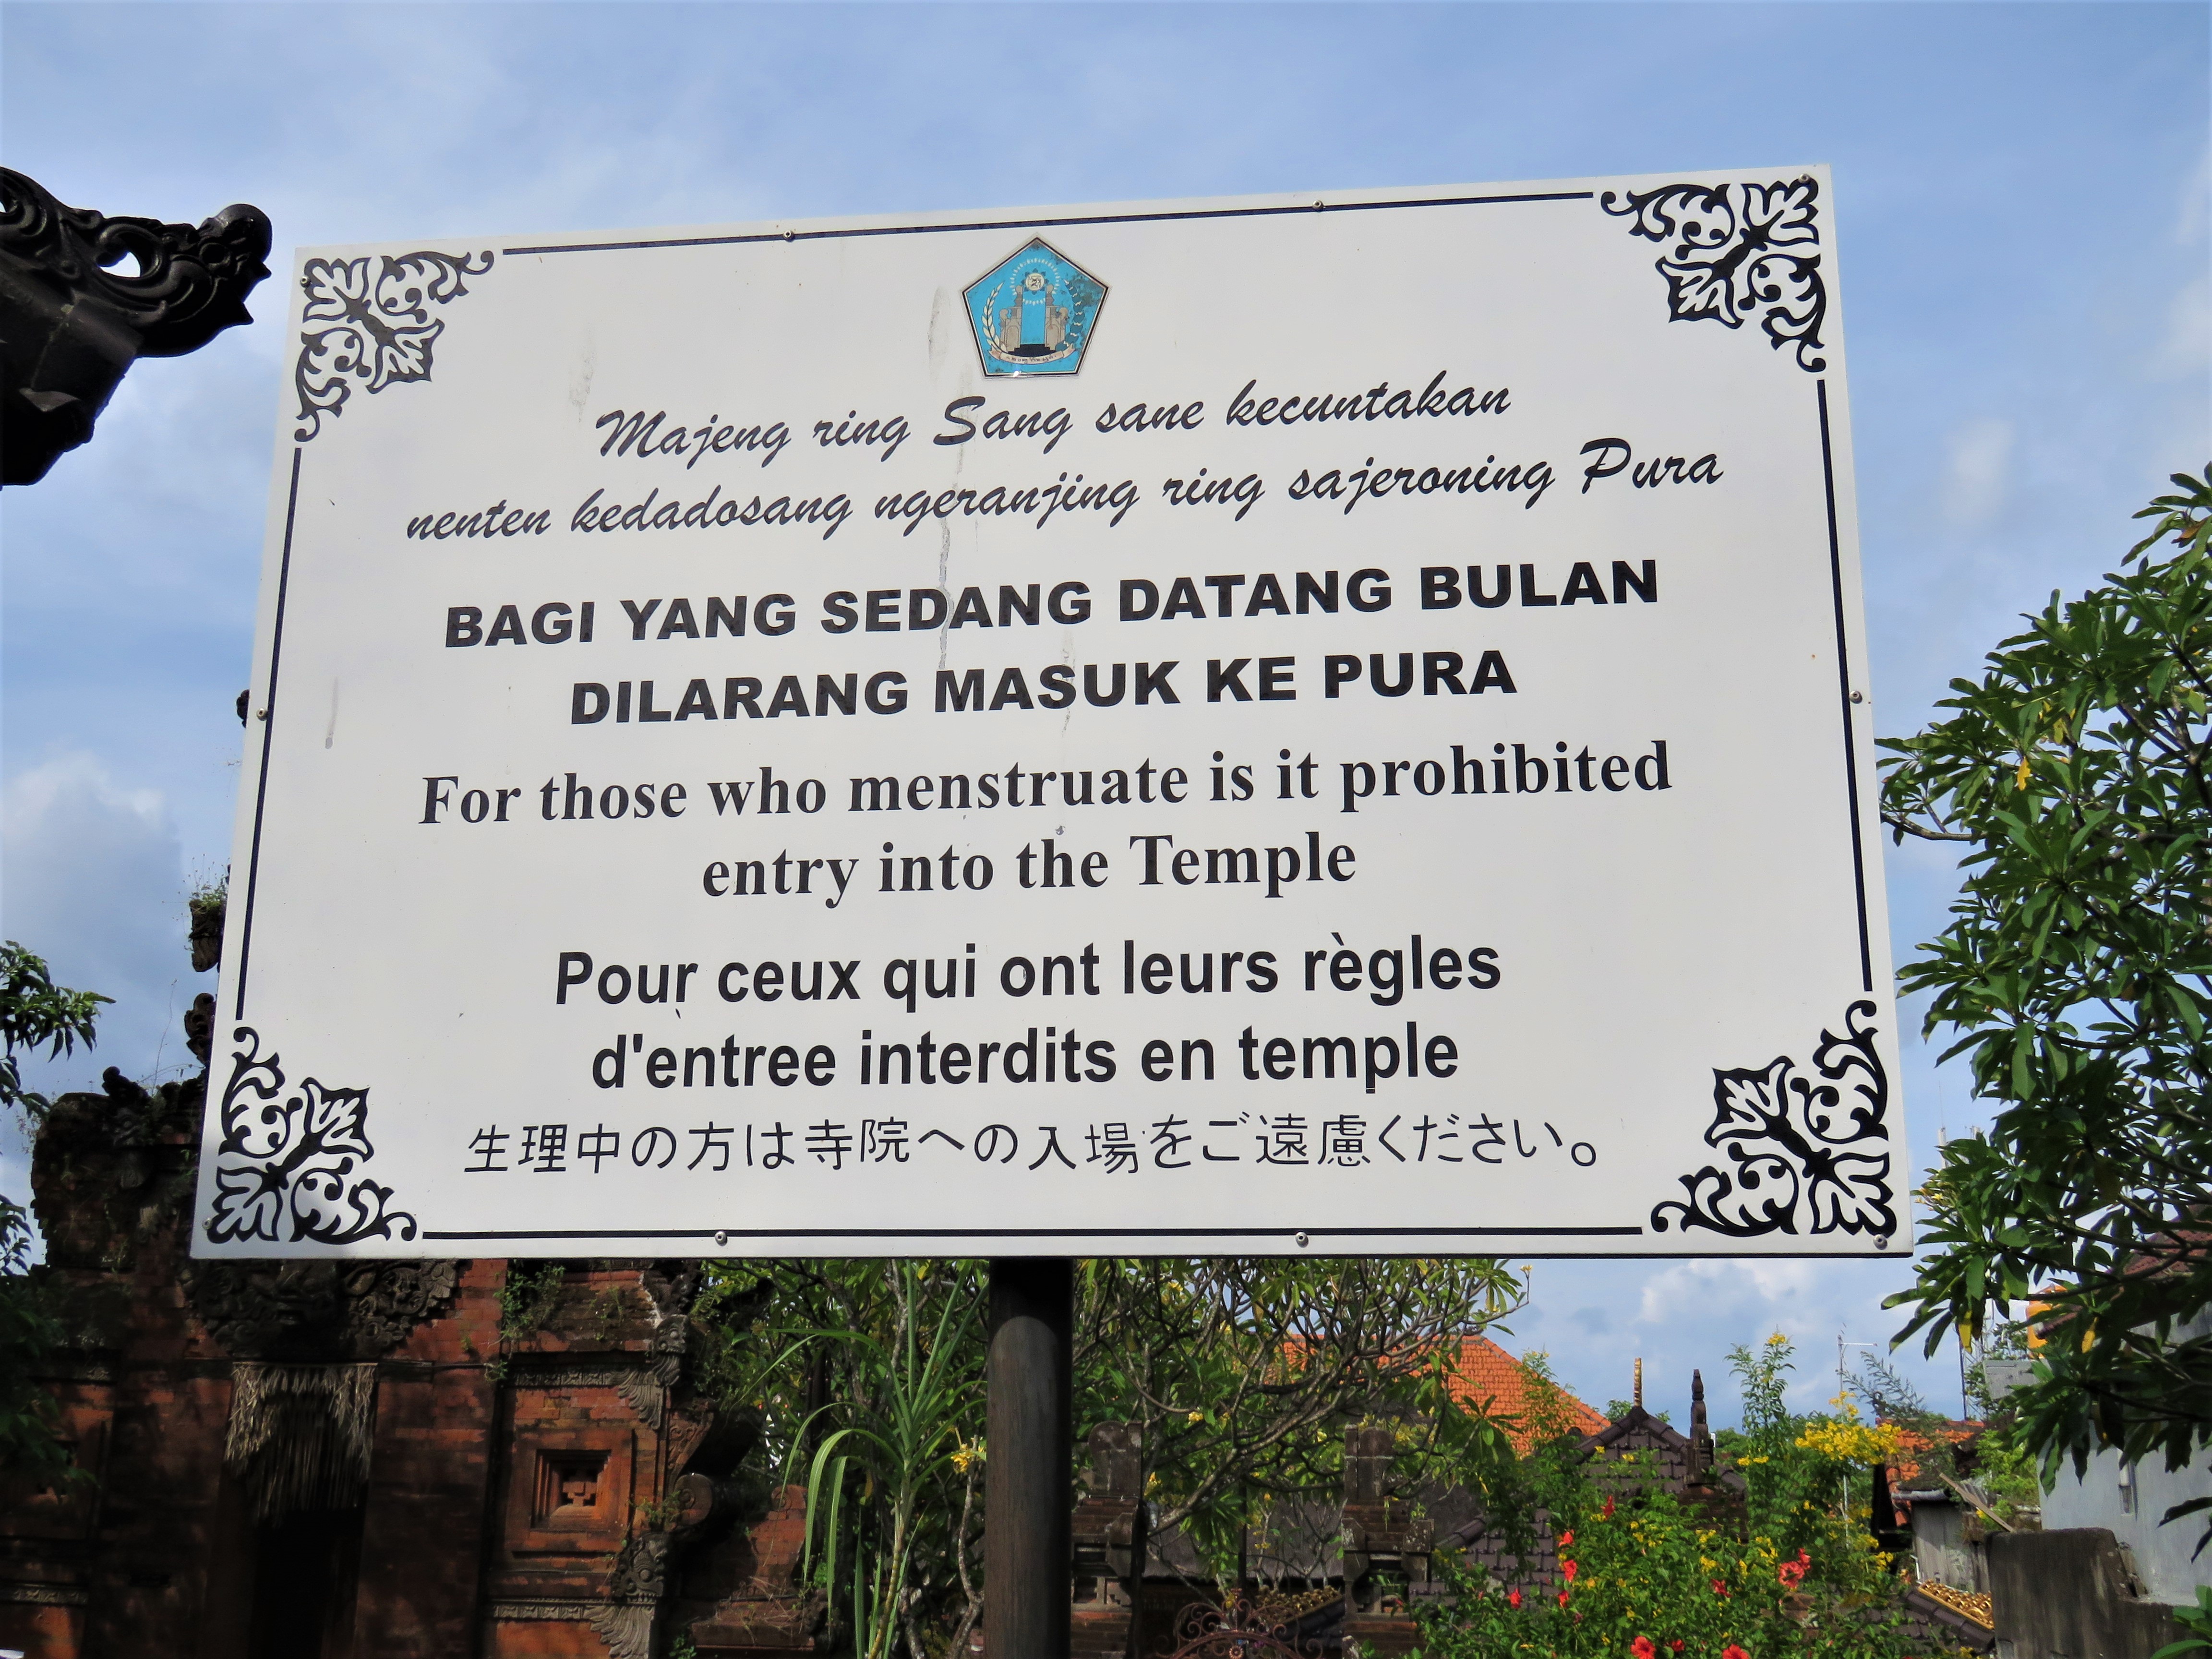 Majeng ring Sang sane kecuntakan
nenten kedadosang ngeranjing ring sajeroning Pura
BAGI YANG SEDANG DATANG BULAN
DILARANG MASUK KE PURA
For those who menstruate is it prohibited
entry into the Temple
Pour ceux qui ont leurs règles
d'entree interdits en temple
生理中の方は寺院への入場をご遠慮ください。